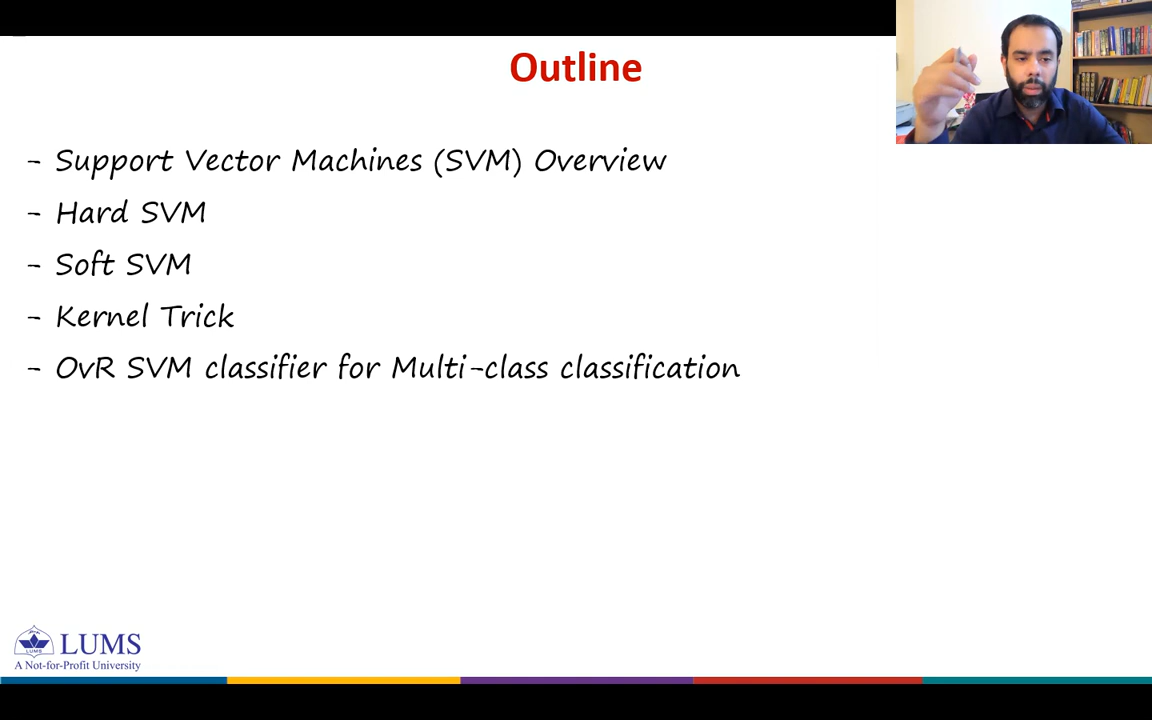 Outline
- Support Vector Machines (SVM) Overview
- Hard SVM
- Soft SVM
- Kernel Trick
- OvR SVM classifier for Multi-class classification
LUMS
LUMS
A Not-for-Profit University